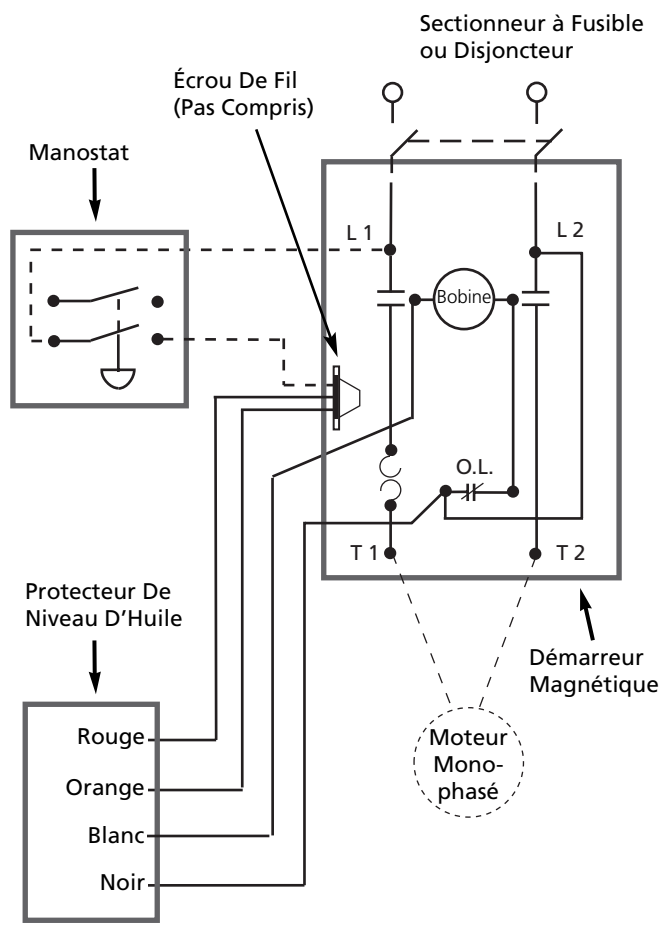 Sectionneur à Fusible
ou Disjoncteur
Écrou De Fil
(Pas Compris)
Manostat
L 1
L 2
Bobine
O.L.
T 1
T 2
Protecteur De
Niveau D'Huile
Démarreur
Magnétique
Rouge
Orange
Blanc
Noir
Moteur
Mono-
phasé